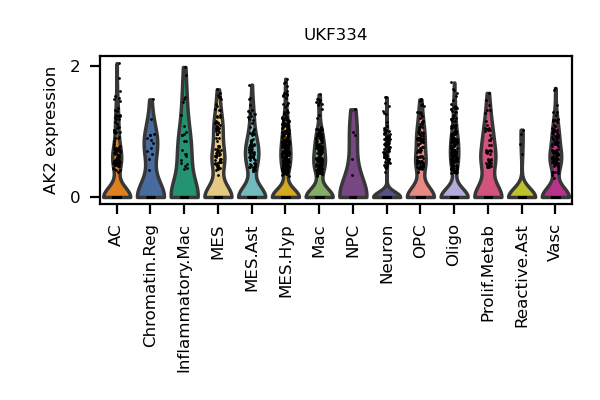 UKF334
AK2 expression
2
0
AC
Chromatin.Reg
Inflammatory.Mac
MES
MES.Ast
MES.Hyp
Mac
NPC
Neuron
OPC
Oligo
Prolif.Metab
Reactive.Ast
Vasc